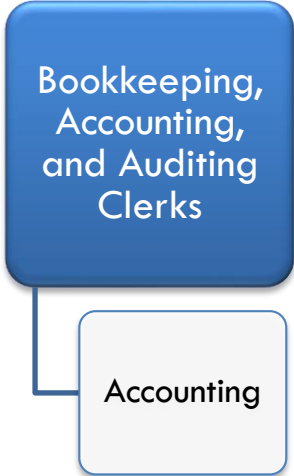 Bookkeeping,
Accounting,
and Auditing
Clerks
Accounting